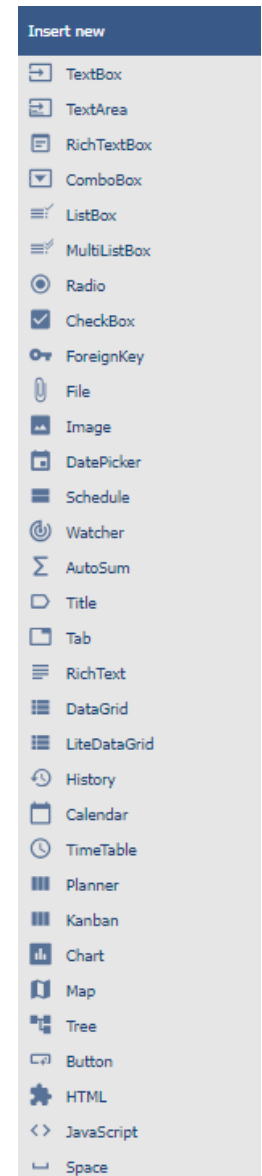 Insert new
TextBox
TextArea
RichTextBox
ComboBox
ListBox
MultiListBox
Radio
CheckBox
ForeignKey
File
Image
DatePicker
Schedule
Watcher
AutoSum
Title
Tab
RichText
DataGrid
LiteDataGrid
History
Calendar
TimeTable
Planner
Kanban
Chart
Map
Tree
Button
HTML
JavaScript
Space